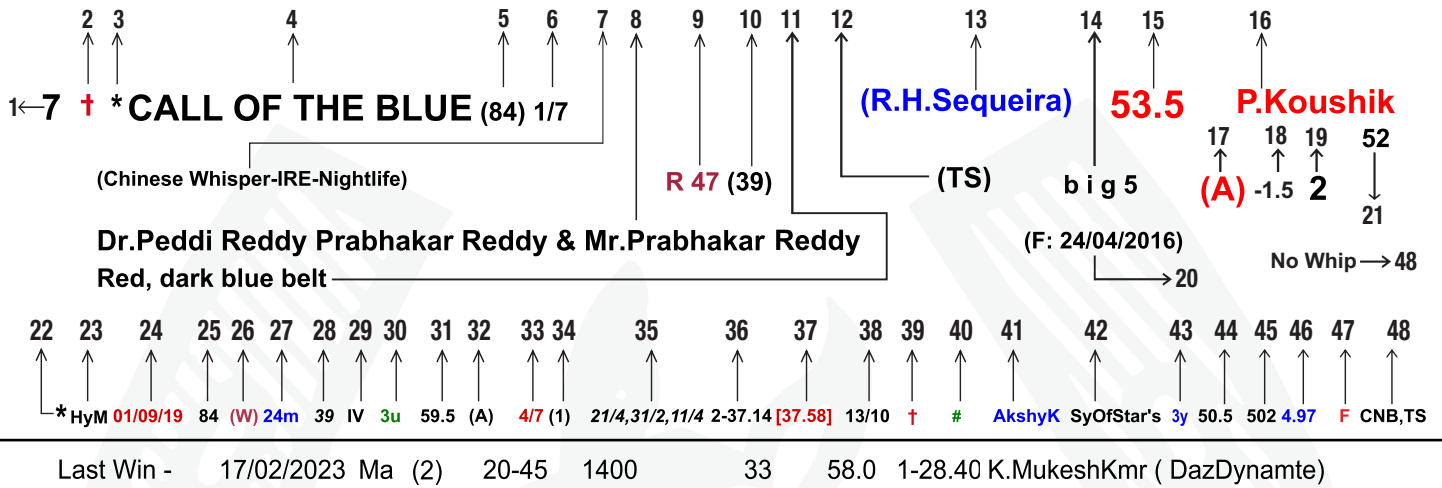 2 3 4 5 6 7 8 9 10 11 12 13 14 15 16
1 7 † *CALL OF THE BLUE (84) 1/7 (R.H.Sequeira) 53.5 P.Koushik
17 18 19 52
(Chinese Whisper-IRE-Nightlife) R 47 (39) (TS) b i g 5 (A) -1.5 2
21
Dr.Peddi Reddy Prabhakar Reddy & Mr.Prabhakar Reddy (F: 24/04/2016)
No Whip 48
Red, dark blue belt 20
22 23 24 25 26 27 28 29 30 31 32 33 34 35 36 37 38 39 40 41 42 43 44 45 46 47 48
* HyM 01/09/19 84 (W) 24m 39 IV 3u 59.5 (A) 4/7 (1) 21/4,31/2,11/4 2-37.14 [37.58] 13/10 † # AkshyK SyOfStar's 3y 50.5 502 4.97 F CNB,TS
Last Win - 17/02/2023 Ma (2) 20-45 1400 33 58.0 1-28.40 K.MukeshKmr ( DazDynamte)